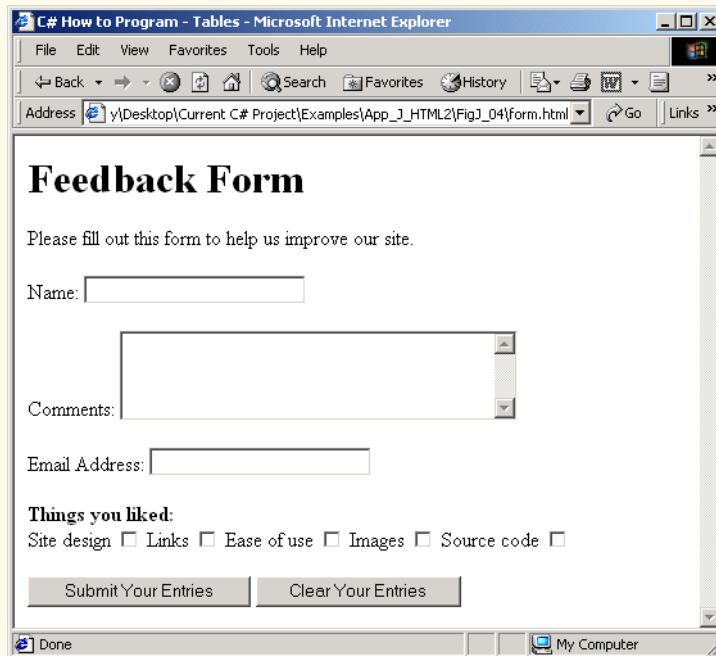 C# How to Program - Tables - Microsoft Internet Explorer
File Edit View Favorites Tools Help
Back Search Favorites History »
Address y\Desktop\Current C# Project\Examples\App_J_HTML2\FigJ_04\form.html Go Links »
Feedback Form
Please fill out this form to help us improve our site.
Name:
Comments:
Email Address:
Things you liked:
Site design Links Ease of use Images Source code
Submit Your Entries Clear Your Entries
Done My Computer